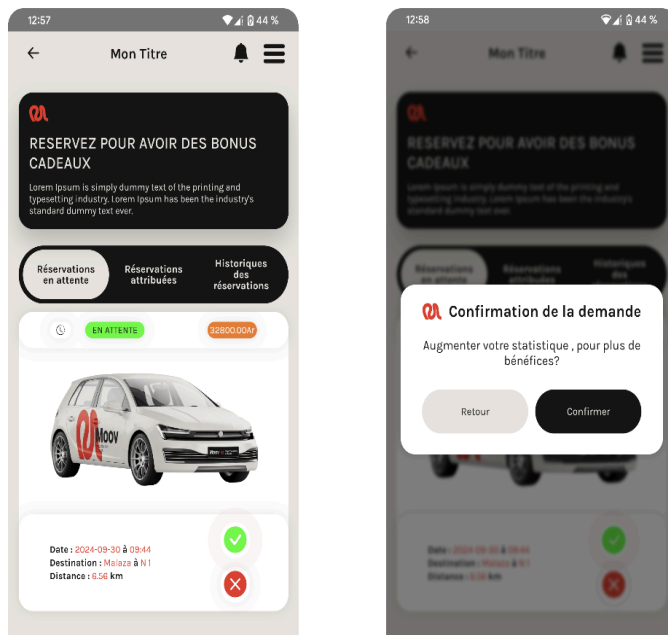 12:57
44 %
Mon Titre
RESERVEZ POUR AVOIR DES BONUS
CADEAUX
Lorem Ipsum is simply dummy text of the printing and
typesetting industry. Lorem Ipsum has been the industry's
standard dummy text ever.
Réservations
en attente
Réservations
attribuées
Historiques
des
réservations
EN ATTENTE
32800.00Ar
Moov
Date : 2024-09-30 à 09:44
Destination : Malaza à N 1
Distance : 6.56 km
12:58
44 %
Mon Titre
RESERVEZ POUR AVOIR DES BONUS
CADEAUX
Lorem Ipsum is simply dummy text of the printing and
typesetting industry. Lorem Ipsum has been the industry's
standard dummy text ever.
Réservations
en attente
Réservations
attribuées
Historiques
des
Confirmation de la demande
Augmenter votre statistique , pour plus de
bénéfices?
Retour
Confirmer
Date : 2024-09-30 à 09:44
Destination : Malaza à N 1
Distance : 6.56 km